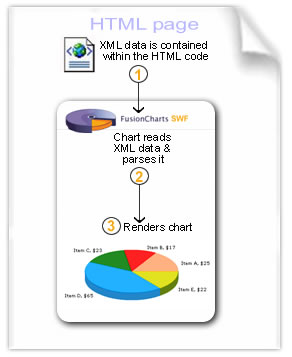 HTML page
XML data is contained
within the HTML code
1
FusionCharts SWF
Chart reads
XML data &
parses it
2
3 Renders chart
Item C, $23
Item B, $17
Item A, $25
Item D, $65
Item E, $22